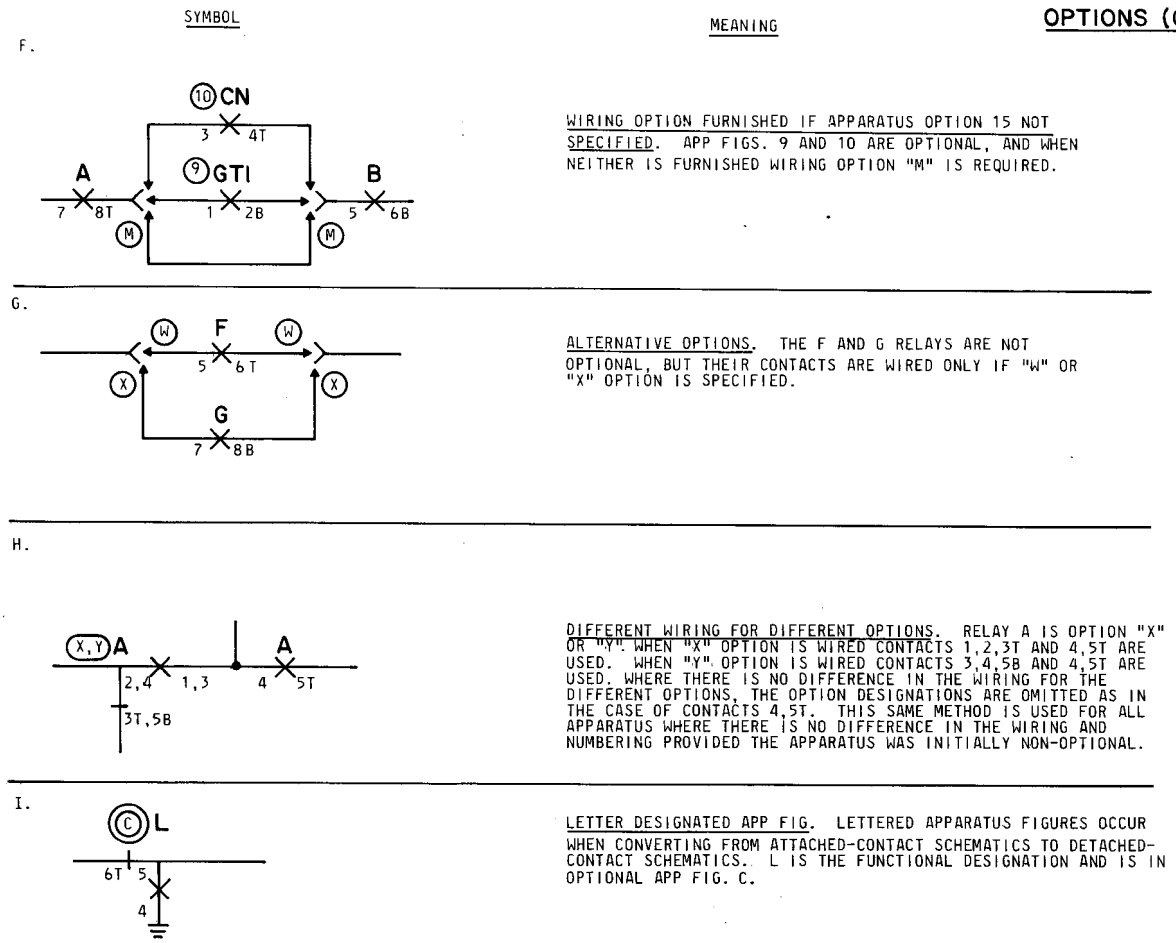 SYMBOL
MEANING
OPTIONS (
F.
10 CN
3 4T
9 GTI
A
B
7 8T
1 2B
5 6B
M
M
WIRING OPTION FURNISHED IF APPARATUS OPTION 15 NOT
SPECIFIED. APP FIGS. 9 AND 10 ARE OPTIONAL, AND WHEN
NEITHER IS FURNISHED WIRING OPTION "M" IS REQUIRED.
G.
W F W
5 6T
X
X
G
7 8B
ALTERNATIVE OPTIONS. THE F AND G RELAYS ARE NOT
OPTIONAL, BUT THEIR CONTACTS ARE WIRED ONLY IF "W" OR
"X" OPTION IS SPECIFIED.
H.
X,Y A
A
2,4 1,3
4 5T
3T,5B
DIFFERENT WIRING FOR DIFFERENT OPTIONS. RELAY A IS OPTION "X"
OR "Y". WHEN "X" OPTION IS WIRED CONTACTS 1,2,3T AND 4,5T ARE
USED. WHEN "Y" OPTION IS WIRED CONTACTS 3,4,5B AND 4,5T ARE
USED. WHERE THERE IS NO DIFFERENCE IN THE WIRING FOR THE
DIFFERENT OPTIONS, THE OPTION DESIGNATIONS ARE OMITTED AS IN
THE CASE OF CONTACTS 4,5T. THIS SAME METHOD IS USED FOR ALL
APPARATUS WHERE THERE IS NO DIFFERENCE IN THE WIRING AND
NUMBERING PROVIDED THE APPARATUS WAS INITIALLY NON-OPTIONAL.
I.
C L
6T 5
4
LETTER DESIGNATED APP FIG. LETTERED APPARATUS FIGURES OCCUR
WHEN CONVERTING FROM ATTACHED-CONTACT SCHEMATICS TO DETACHED-
CONTACT SCHEMATICS. L IS THE FUNCTIONAL DESIGNATION AND IS IN
OPTIONAL APP FIG. C.